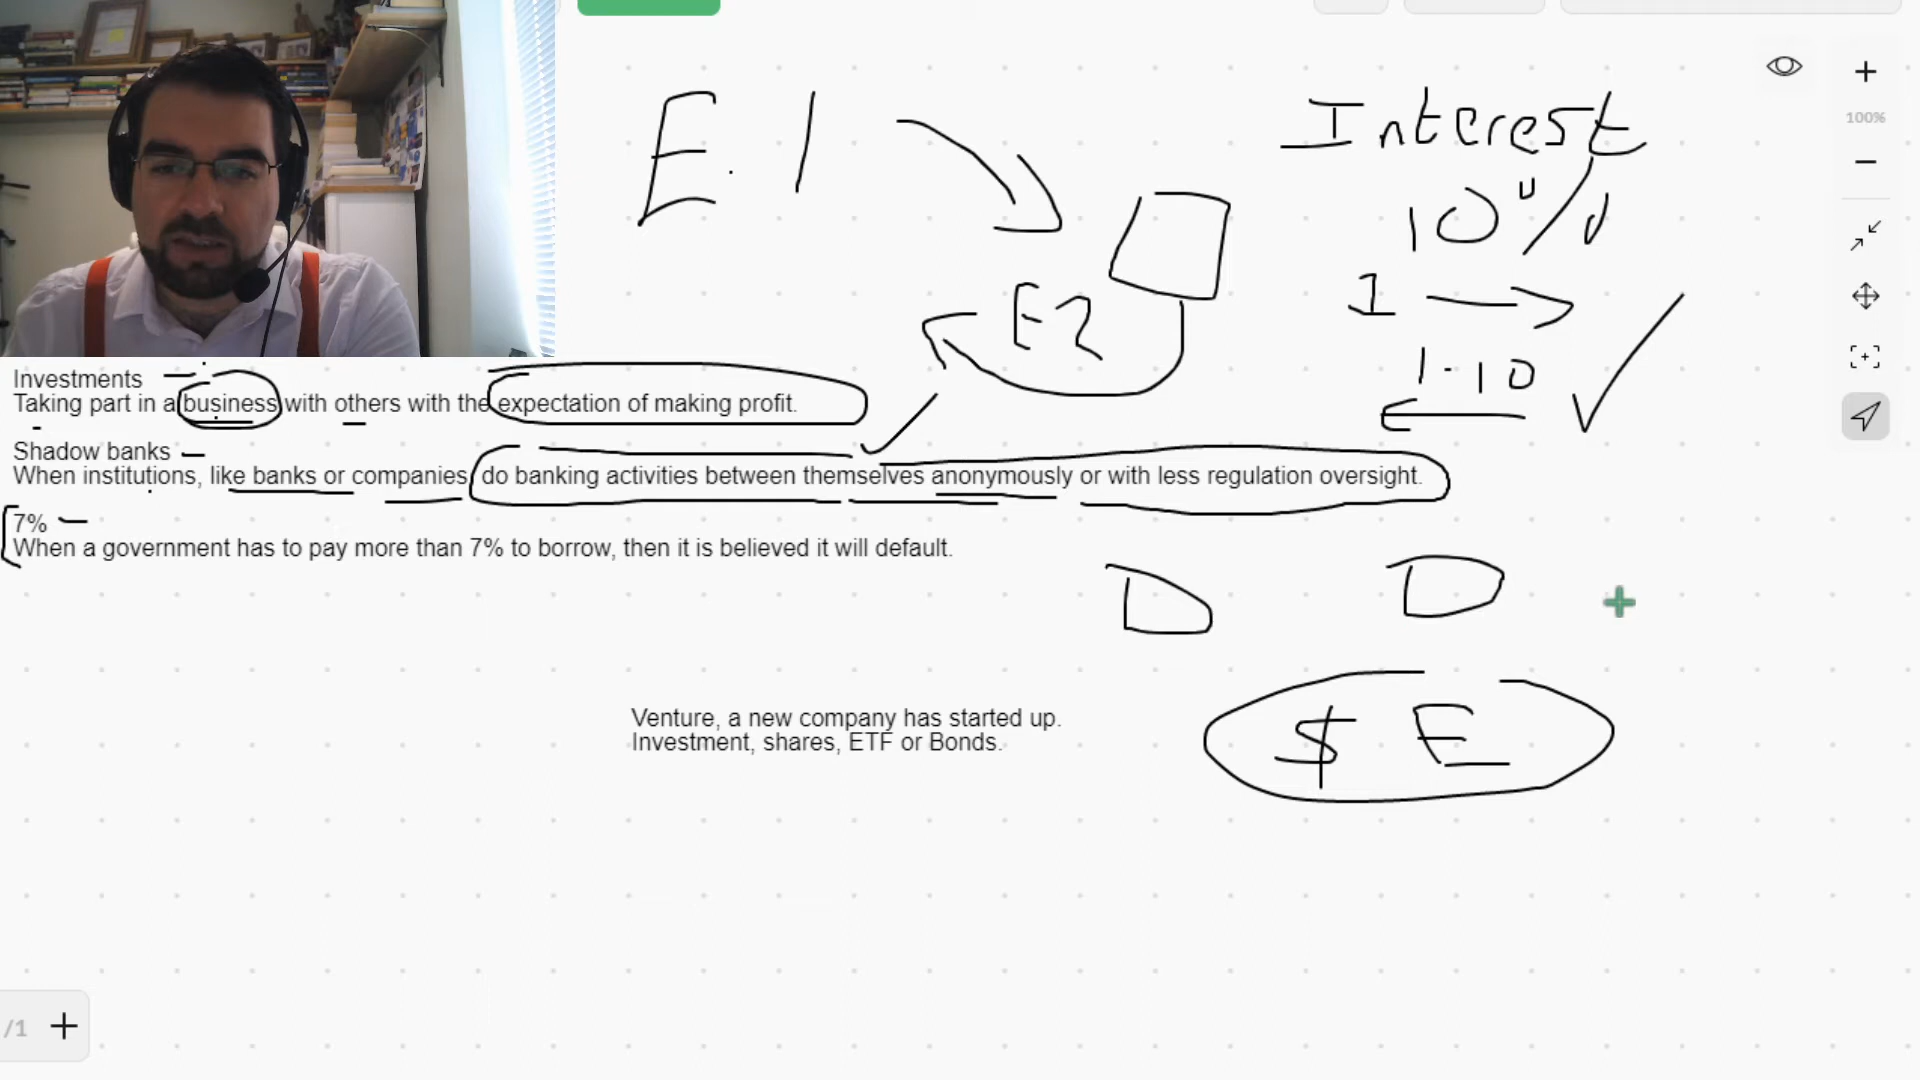 100%
E. 1
Interest
10%
E2
1
1.10
Investments
Taking part in a business with others with the expectation of making profit.
Shadow banks
When institutions, like banks or companies do banking activities between themselves anonymously or with less regulation oversight.
7%
When a government has to pay more than 7% to borrow, then it is believed it will default.
D D
Venture, a new company has started up.
Investment, shares, ETF or Bonds.
$ E
/1 +